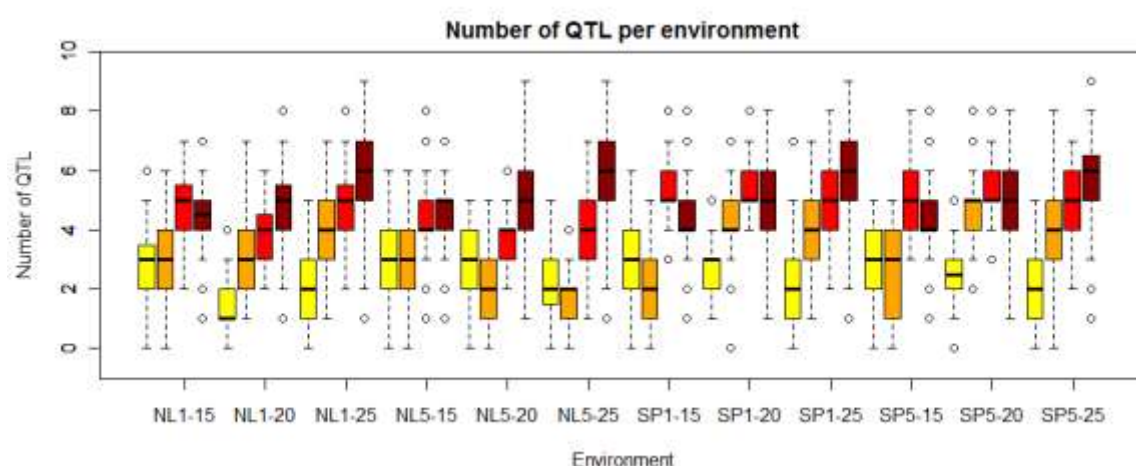 Number of QTL per environment
Number of QTL
10
8
6
4
2
0
NL1-15 NL1-20 NL1-25 NL5-15 NL5-20 NL5-25 SP1-15 SP1-20 SP1-25 SP5-15 SP5-20 SP5-25
Environment